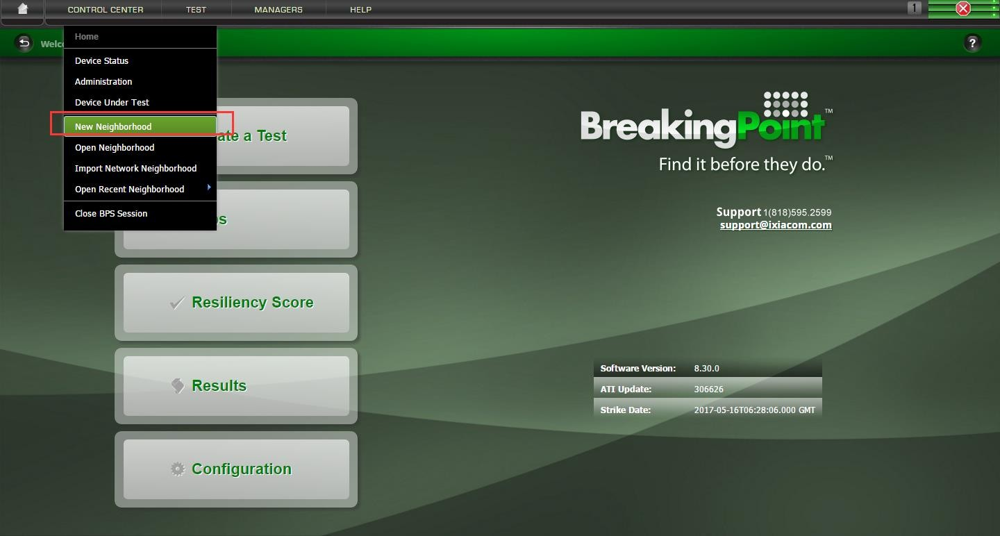 CONTROL CENTER TEST MANAGERS HELP 1
Welc
?
Home
Device Status
Administration
Device Under Test
New Neighborhood
Open Neighborhood
Import Network Neighborhood
Open Recent Neighborhood
Close BPS Session
ate a Test
Resiliency Score
Results
Configuration
BreakingPoint™
Find it before they do.™
Support 1(818)595.2599
support@ixiacom.com
Software Version: 8.30.0
ATI Update: 306626
Strike Date: 2017-05-16T06:28:06.000 GMT